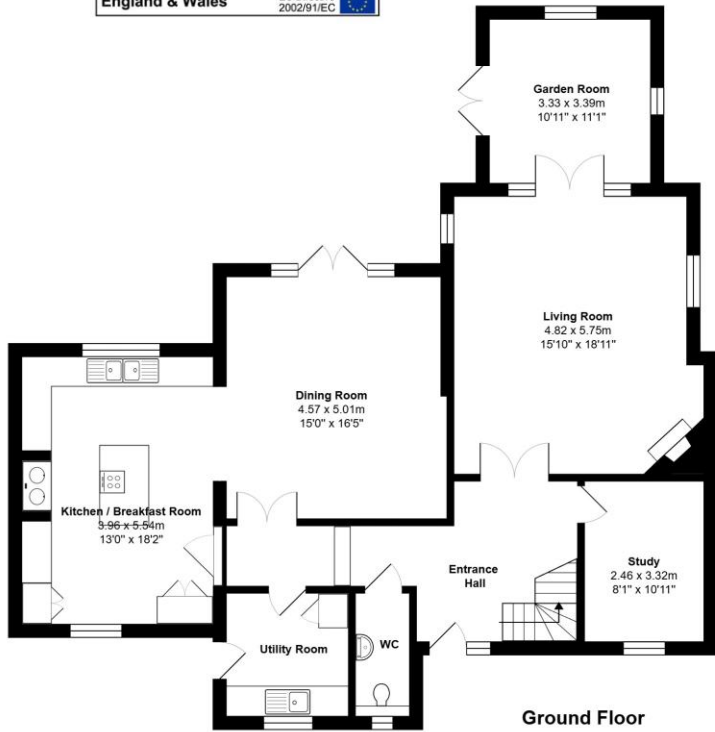 England & Wales
2002/91/EC
Garden Room
3.33 x 3.39m
10'11" x 11'1"
Living Room
4.82 x 5.75m
15'10" x 18'11"
Dining Room
4.57 x 5.01m
15'0" x 16'5"
Kitchen / Breakfast Room
3.96 x 5.54m
13'0" x 18'2"
Entrance
Hall
Study
2.46 x 3.32m
8'1" x 10'11"
Utility Room
WC
Ground Floor